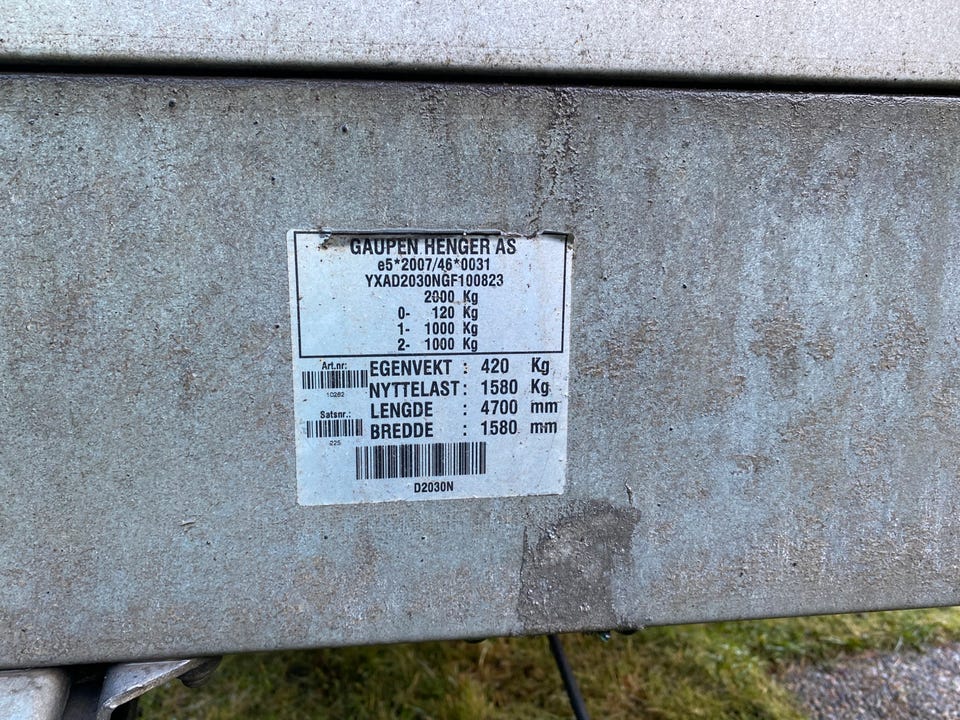 GAUPEN HENGER AS
e5*2007/46*0031
YXAD2030NGF100823
2000 Kg
0- 120 Kg
1- 1000 Kg
2- 1000 Kg
Art.nr:
10282
EGENVEKT : 420 Kg
NYTTELAST : 1580 Kg
LENGDE : 4700 mm
BREDDE : 1580 mm
Satsnr.:
225
D2030N